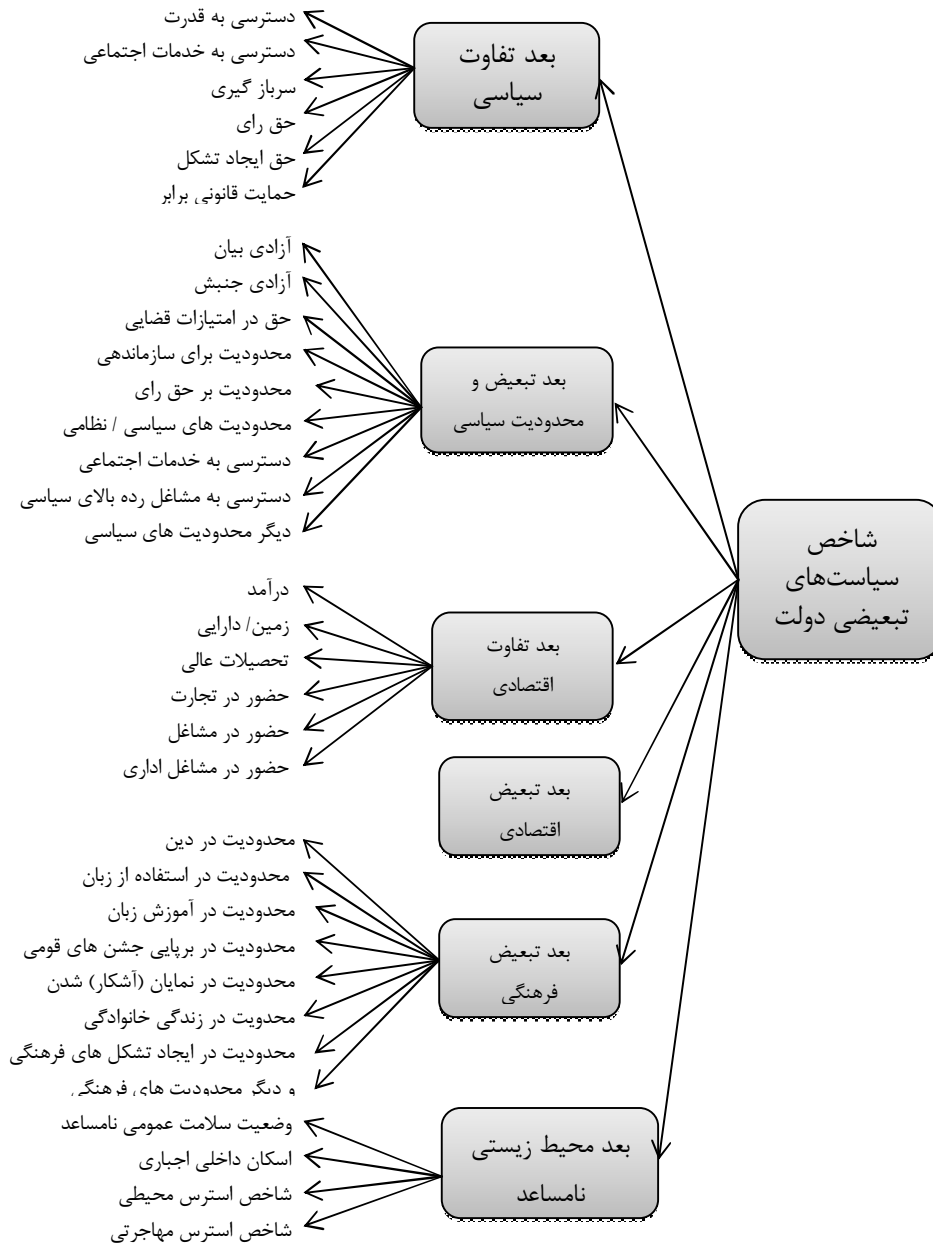 شاخص
سیاست‌های
تبعیضی دولت
بعد تفاوت
سیاسی
دسترسی به قدرت
دسترسی به خدمات اجتماعی
سرباز گیری
حق رای
حق ایجاد تشکل
حمایت قانونی برابر
بعد تبعیض و
محدودیت سیاسی
آزادی بیان
آزادی جنبش
حق در امتیازات قضایی
محدودیت برای سازماندهی
محدودیت بر حق رای
محدودیت های سیاسی / نظامی
دسترسی به خدمات اجتماعی
دسترسی به مشاغل رده بالای سیاسی
دیگر محدودیت های سیاسی
بعد تفاوت
اقتصادی
درآمد
زمین/ دارایی
تحصیلات عالی
حضور در تجارت
حضور در مشاغل
حضور در مشاغل اداری
بعد تبعیض
اقتصادی
بعد تبعیض
فرهنگی
محدودیت در دین
محدودیت در استفاده از زبان
محدودیت در آموزش زبان
محدودیت در برپایی جشن های قومی
محدودیت در نمایان (آشکار) شدن
محدویت در زندگی خانوادگی
محدودیت در ایجاد تشکل های فرهنگی
و دیگر محدودیت های فرهنگی
بعد محیط زیستی
نامساعد
وضعیت سلامت عمومی نامساعد
اسکان داخلی اجباری
شاخص استرس محیطی
شاخص استرس مهاجرتی